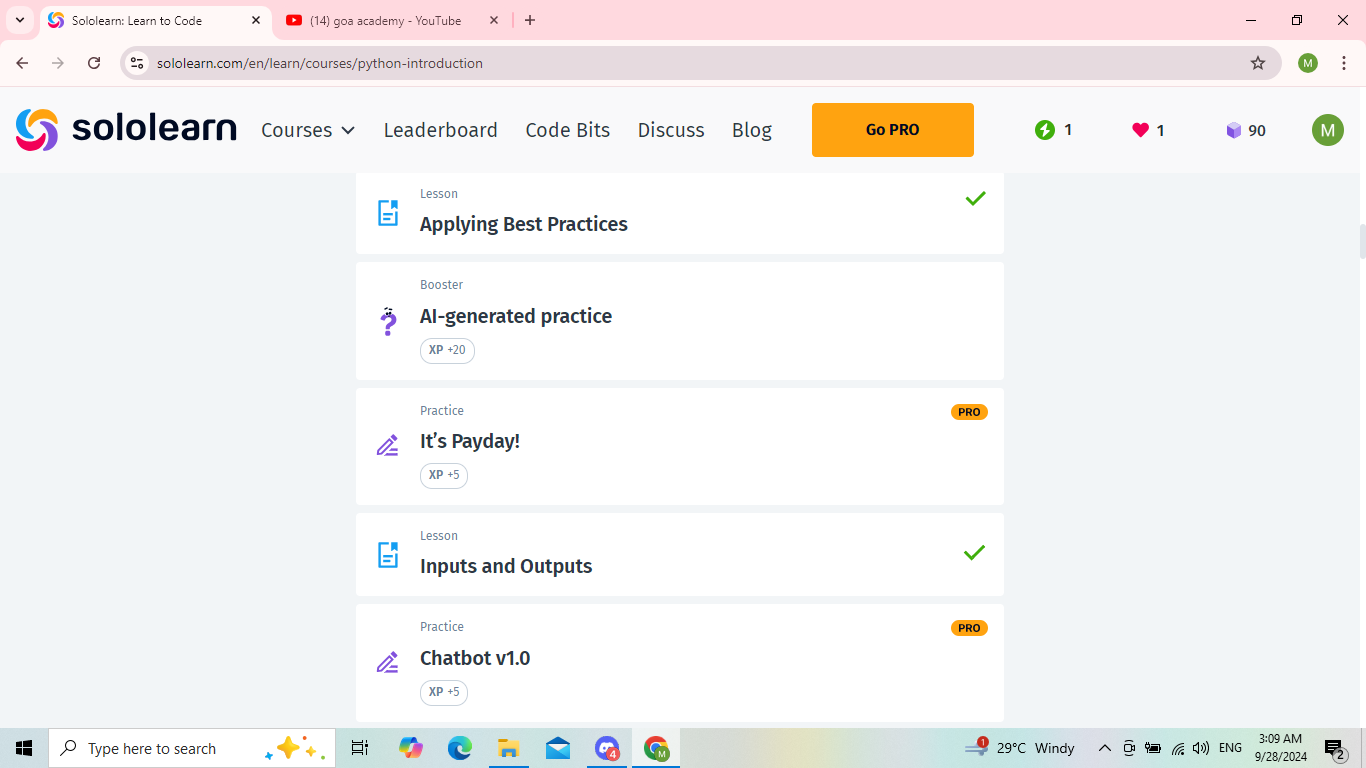 Sololearn: Learn to Code
(14) goa academy - YouTube
sololearn.com/en/learn/courses/python-introduction
M
sololearn
Courses
Leaderboard
Code Bits
Discuss
Blog
Go PRO
1
1
90
M
Lesson
Applying Best Practices
Booster
AI-generated practice
XP +20
Practice
PRO
It’s Payday!
XP +5
Lesson
Inputs and Outputs
Practice
PRO
Chatbot v1.0
XP +5
Type here to search
4
M
1
29°C Windy
ENG
3:09 AM
9/28/2024
2